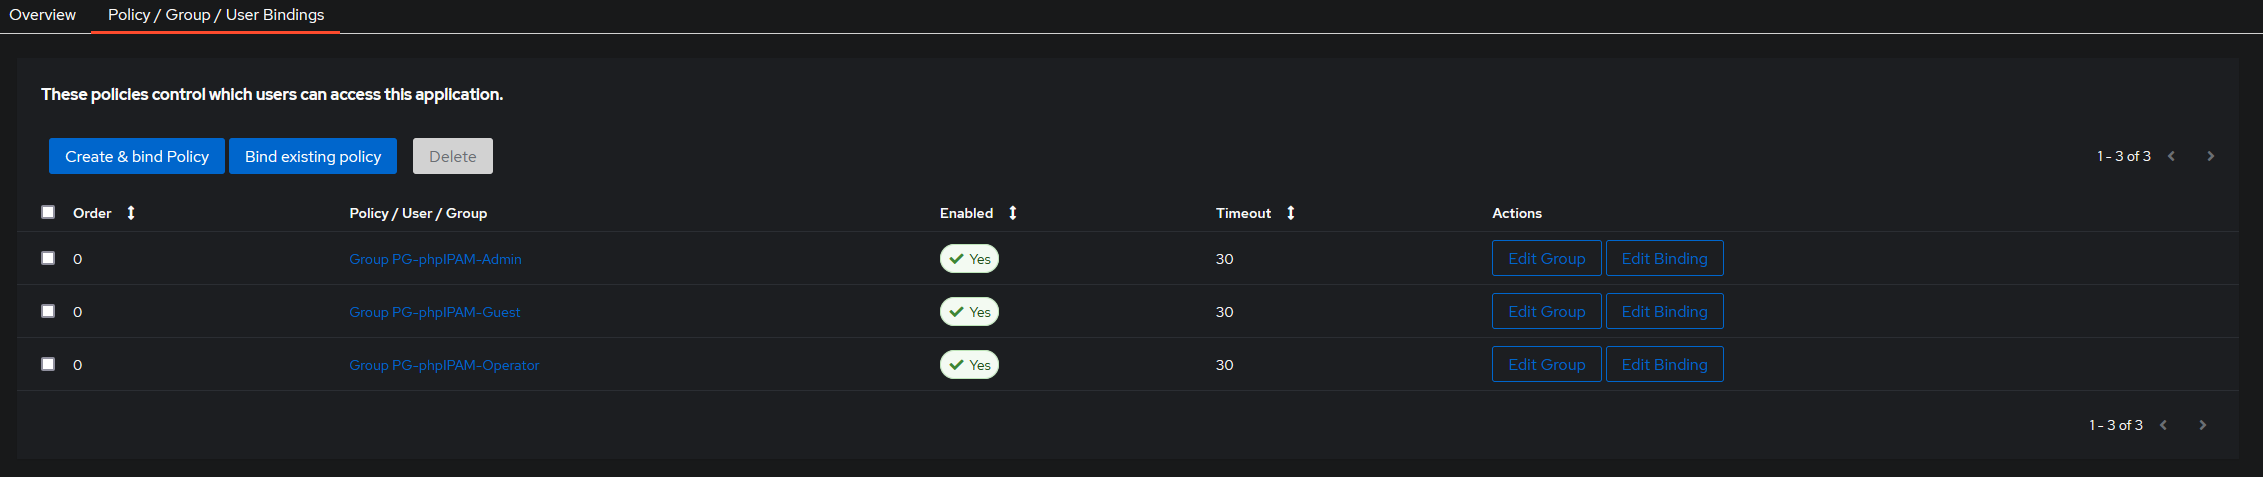 Overview Policy / Group / User Bindings
These policies control which users can access this application.
Create & bind Policy Bind existing policy Delete 1 - 3 of 3
Order Policy / User / Group Enabled Timeout Actions
0 Group PG-phpIPAM-Admin Yes 30 Edit Group Edit Binding
0 Group PG-phpIPAM-Guest Yes 30 Edit Group Edit Binding
0 Group PG-phpIPAM-Operator Yes 30 Edit Group Edit Binding
1 - 3 of 3